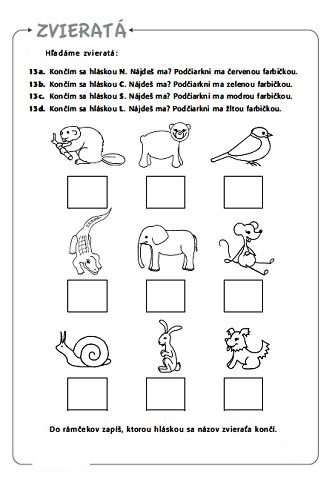 ZVIERATÁ
Hľadáme zvieratá:
13a. Končím sa hláskou N. Nájdeš ma? Podčiarkni ma červenou farbičkou.
13b. Končím sa hláskou C. Nájdeš ma? Podčiarkni ma zelenou farbičkou.
13c. Končím sa hláskou S. Nájdeš ma? Podčiarkni ma modrou farbičkou.
13d. Končím sa hláskou L. Nájdeš ma? Podčiarkni ma žltou farbičkou.
Do rámčekov zapíš, ktorou hláskou sa názov zvieraťa končí.